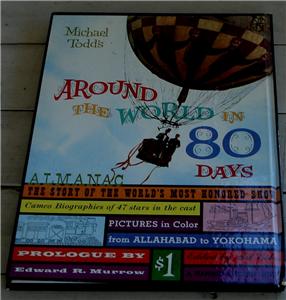 Michael
Todd's
AROUND
THE WORLD IN
80
DAYS
ALMANAC
THE STORY OF THE WORLD'S MOST HONORED SHOW
Cameo Biographies of 47 stars in the cast
PICTURES in Color
from ALLAHABAD to YOKOHAMA
PROLOGUE BY
Edward R. Murrow
$1